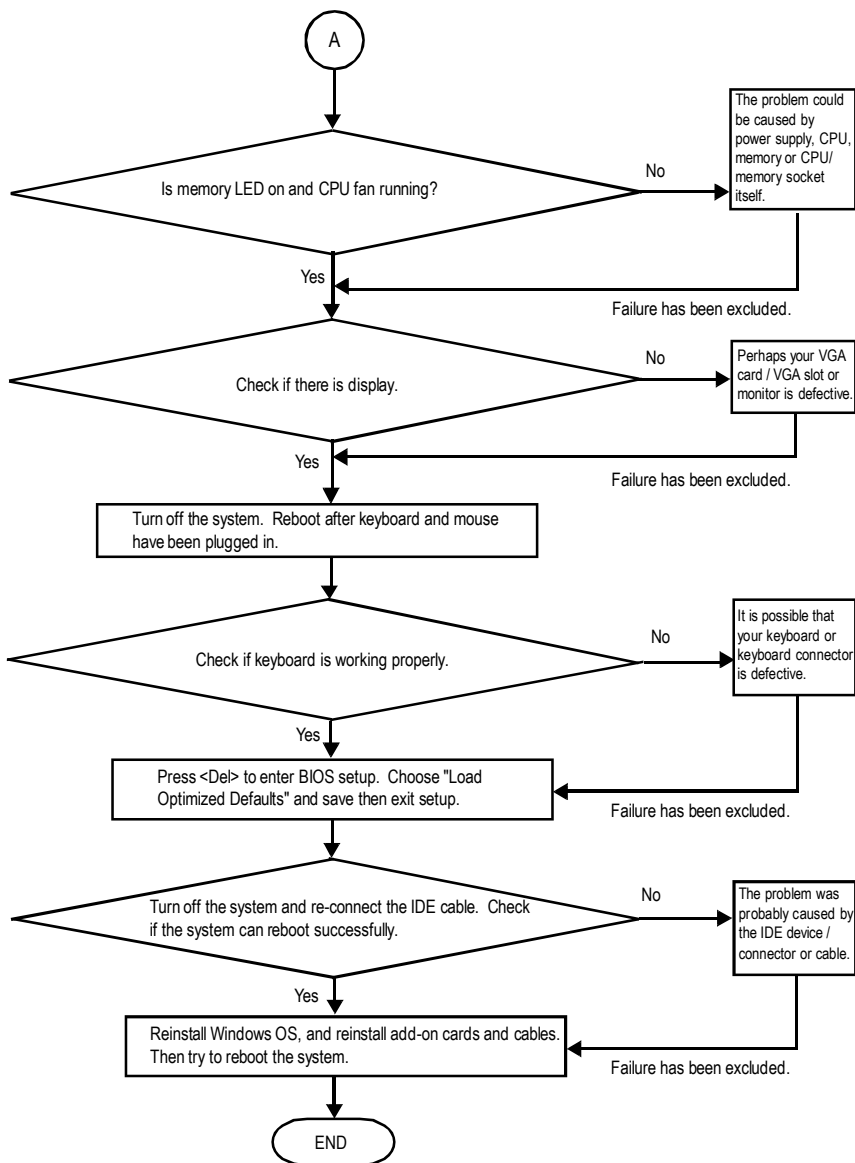 A
The problem could
be caused by
power supply, CPU,
memory or CPU/
memory socket
itself.
No
Is memory LED on and CPU fan running?
Yes
Failure has been excluded.
No
Perhaps your VGA
card / VGA slot or
monitor is defective.
Check if there is display.
Yes
Failure has been excluded.
Turn off the system. Reboot after keyboard and mouse
have been plugged in.
No
It is possible that
your keyboard or
keyboard connector
is defective.
Check if keyboard is working properly.
Yes
Press <Del> to enter BIOS setup. Choose "Load
Optimized Defaults" and save then exit setup.
Failure has been excluded.
No
The problem was
probably caused by
the IDE device /
connector or cable.
Turn off the system and re-connect the IDE cable. Check
if the system can reboot successfully.
Yes
Reinstall Windows OS, and reinstall add-on cards and cables.
Then try to reboot the system.
Failure has been excluded.
END